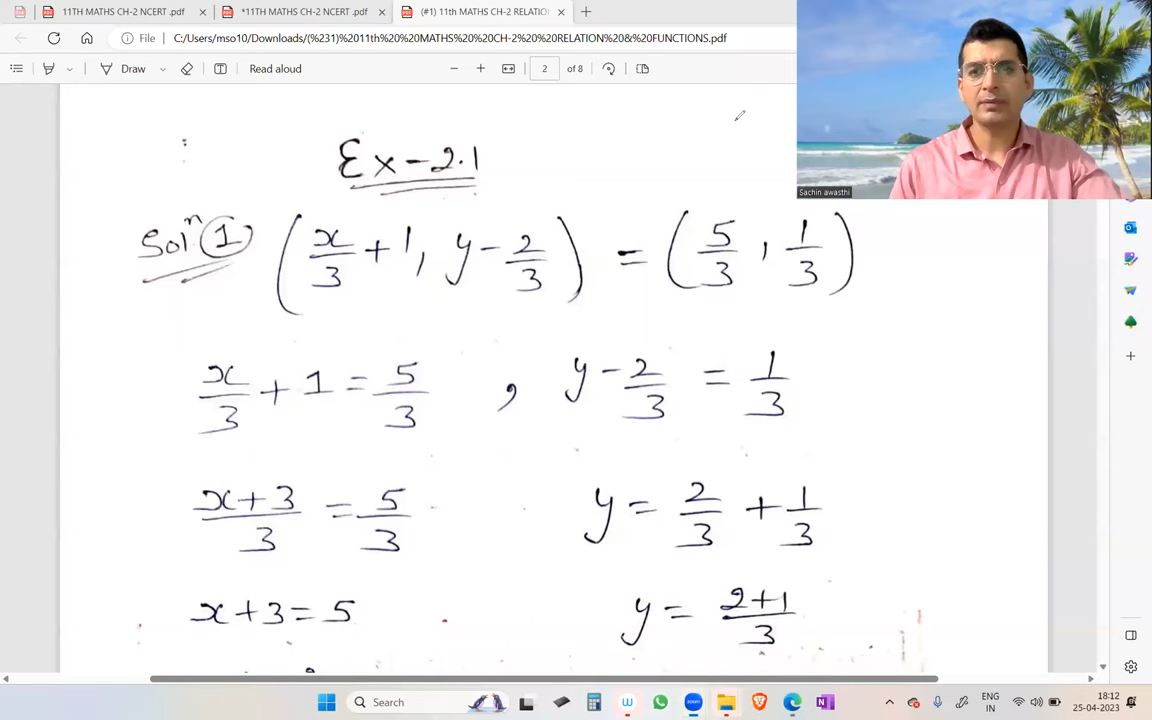 11TH MATHS CH-2 NCERT .pdf
*11TH MATHS CH-2 NCERT .pdf
(#1) 11th MATHS CH-2 RELATIO
File
C:/Users/mso10/Downloads/(%231)%2011th%20%20MATHS%20%20CH-2%20%20RELATION%20&%20FUNCTIONS.pdf
Draw
Read aloud
2 of 8
Sachin awasthi
Ex-2.1
Solⁿ ① (x/3 + 1, y - 2/3) = (5/3, 1/3)
x/3 + 1 = 5/3 , y - 2/3 = 1/3
(x+3)/3 = 5/3 y = 2/3 + 1/3
x+3=5 y = (2+1)/3
Search
ENG
IN
18:12
25-04-2023